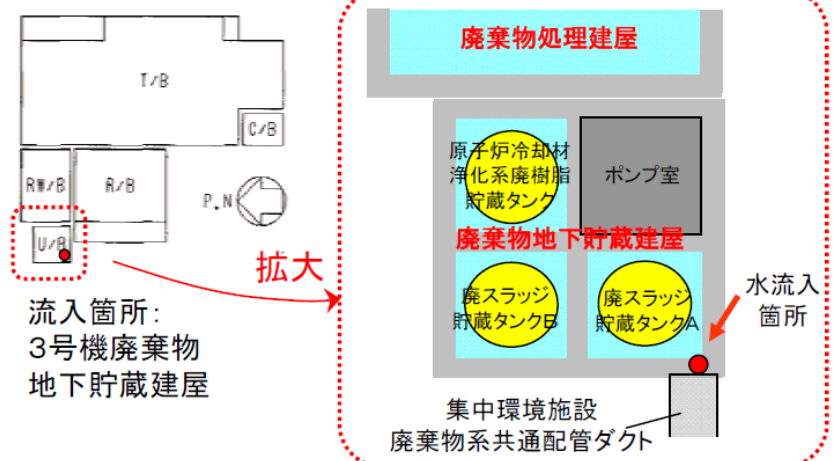 T/B
C/B
RW/B
R/B
P.N
U/B
拡大
流入箇所:
3号機廃棄物
地下貯蔵建屋
廃棄物処理建屋
原子炉冷却材
浄化系廃樹脂
貯蔵タンク
ポンプ室
廃棄物地下貯蔵建屋
廃スラッジ
貯蔵タンクB
廃スラッジ
貯蔵タンクA
水流入
箇所
集中環境施設
廃棄物系共通配管ダクト